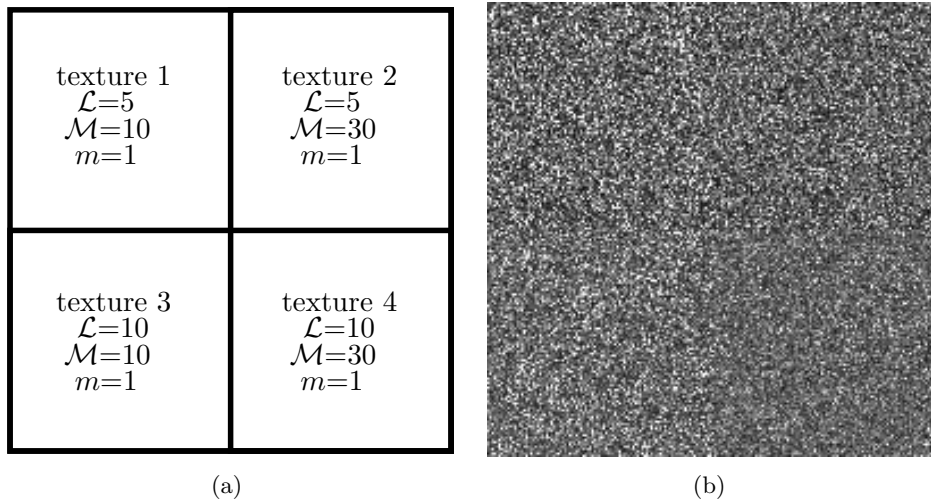 texture 1
ℒ=5
ℳ=10
m=1
texture 2
ℒ=5
ℳ=30
m=1
texture 3
ℒ=10
ℳ=10
m=1
texture 4
ℒ=10
ℳ=30
m=1
(a)
(b)